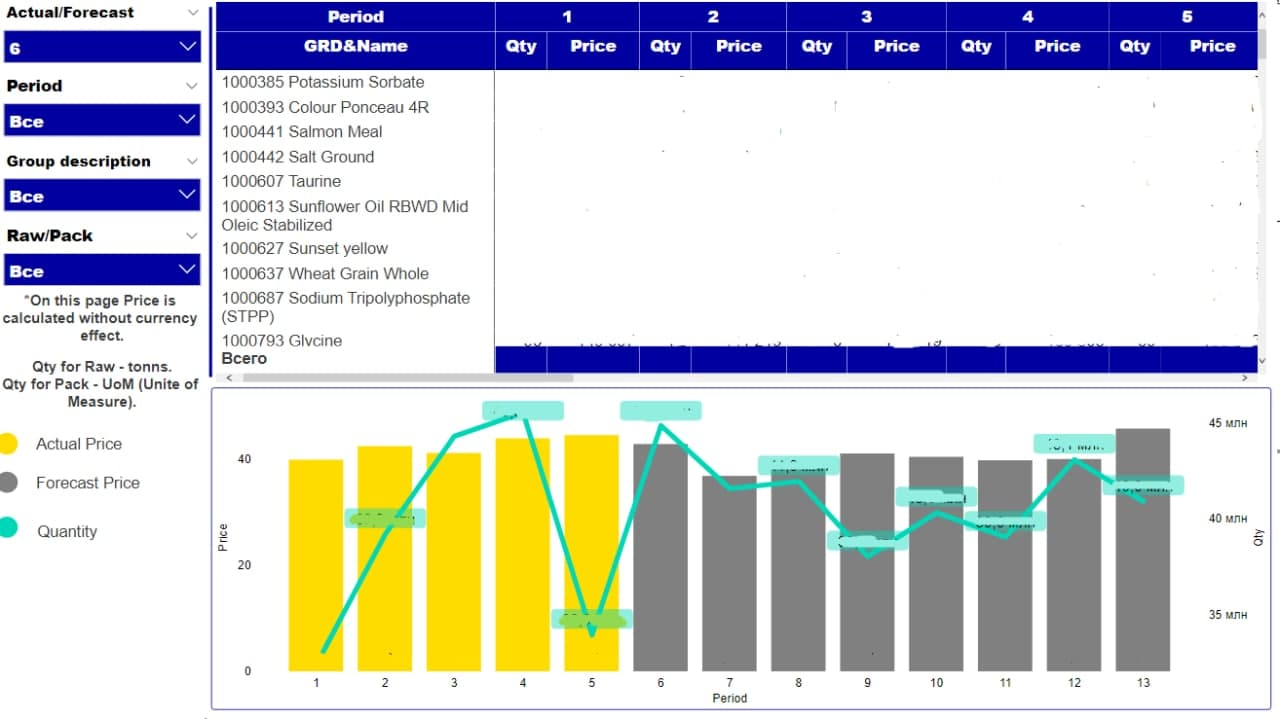 Actual/Forecast
6
Period
Все
Group description
Все
Raw/Pack
Все
*On this page Price is
calculated without currency
effect.
Qty for Raw - tonns.
Qty for Pack - UoM (Unite of
Measure).
Actual Price
Forecast Price
Quantity
Period 1 2 3 4 5
GRD&Name Qty Price Qty Price Qty Price Qty Price Qty Price
1000385 Potassium Sorbate
1000393 Colour Ponceau 4R
1000441 Salmon Meal
1000442 Salt Ground
1000607 Taurine
1000613 Sunflower Oil RBWD Mid
Oleic Stabilized
1000627 Sunset yellow
1000637 Wheat Grain Whole
1000687 Sodium Tripolyphosphate
(STPP)
1000793 Glycine
Всего
45 млн
40
40 млн
Price
Qty
20
35 млн
0
1 2 3 4 5 6 7 8 9 10 11 12 13
Period